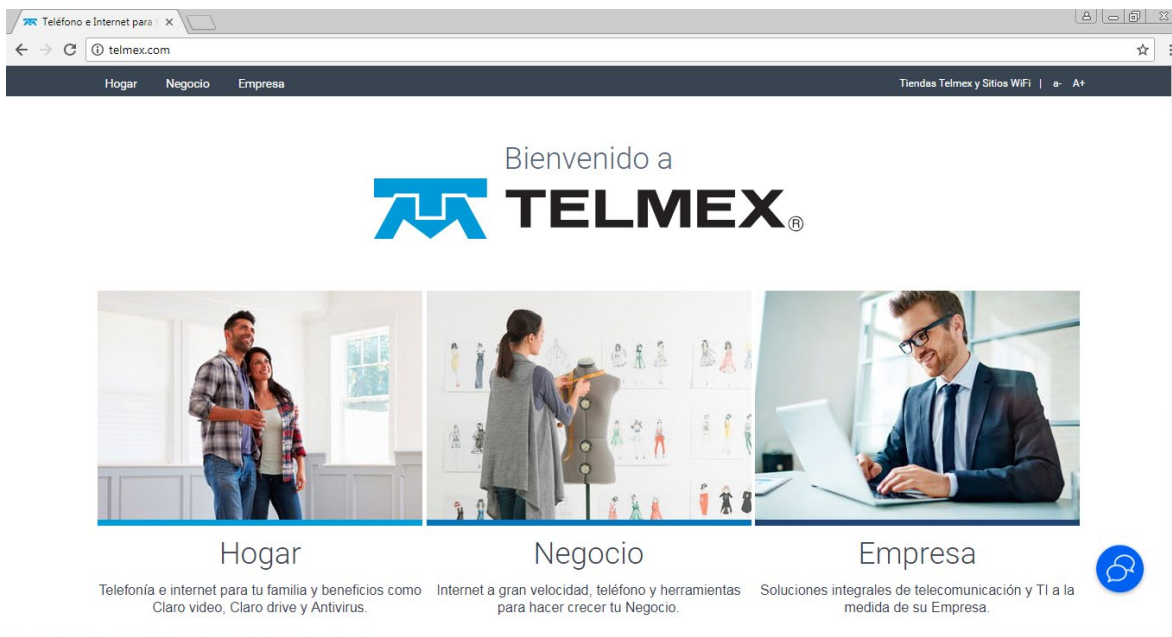 Teléfono e Internet para
telmex.com
Hogar Negocio Empresa Tiendas Telmex y Sitios WiFi | a- A+
Bienvenido a
TELMEX®
Hogar
Telefonía e internet para tu familia y beneficios como
Claro video, Claro drive y Antivirus.
Negocio
Internet a gran velocidad, teléfono y herramientas
para hacer crecer tu Negocio.
Empresa
Soluciones integrales de telecomunicación y TI a la
medida de su Empresa.